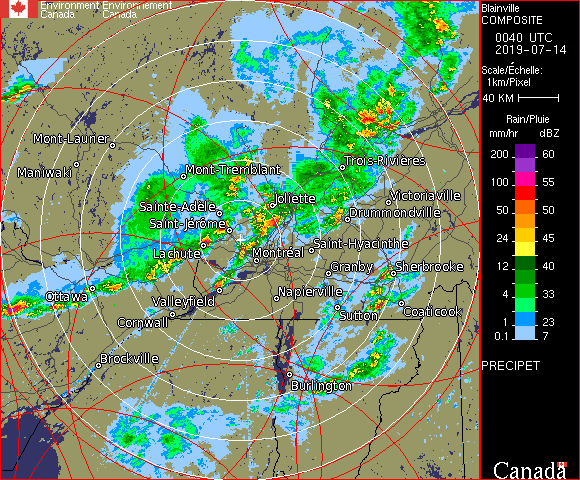 Environment Environnement
Canada Canada
Mont-Laurier
Maniwaki
Mont-Tremblant
Trois-Rivières
Joliette
Victoriaville
Sainte-Adèle
Drummondville
Saint-Jérôme
Lachute
Montréal
Saint-Hyacinthe
Granby
Sherbrooke
Ottawa
Valleyfield
Napierville
Cornwall
Sutton
Coaticook
Brockville
Burlington
Blainville
COMPOSITE
0040 UTC
2019-07-14
Scale/Échelle:
1km/Pixel
40 KM
Rain/Pluie
mm/hr dBZ
200 60
100 55
50 50
24 45
12 40
4 33
1 23
0.1 7
PRECIPET
Canada